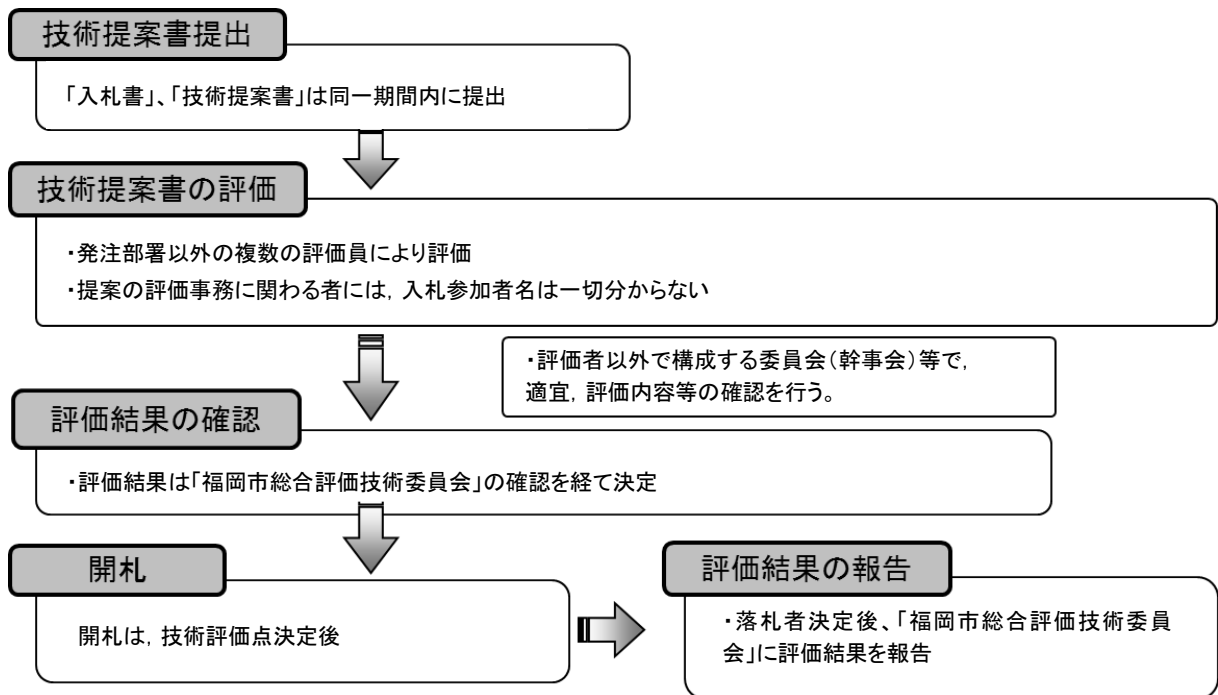 技術提案書提出
「入札書」、「技術提案書」は同一期間内に提出
技術提案書の評価
・発注部署以外の複数の評価員により評価
・提案の評価事務に関わる者には，入札参加者名は一切分からない
・評価者以外で構成する委員会（幹事会）等で，
適宜，評価内容等の確認を行う。
評価結果の確認
・評価結果は「福岡市総合評価技術委員会」の確認を経て決定
開札
開札は，技術評価点決定後
評価結果の報告
・落札者決定後、「福岡市総合評価技術委員
会」に評価結果を報告